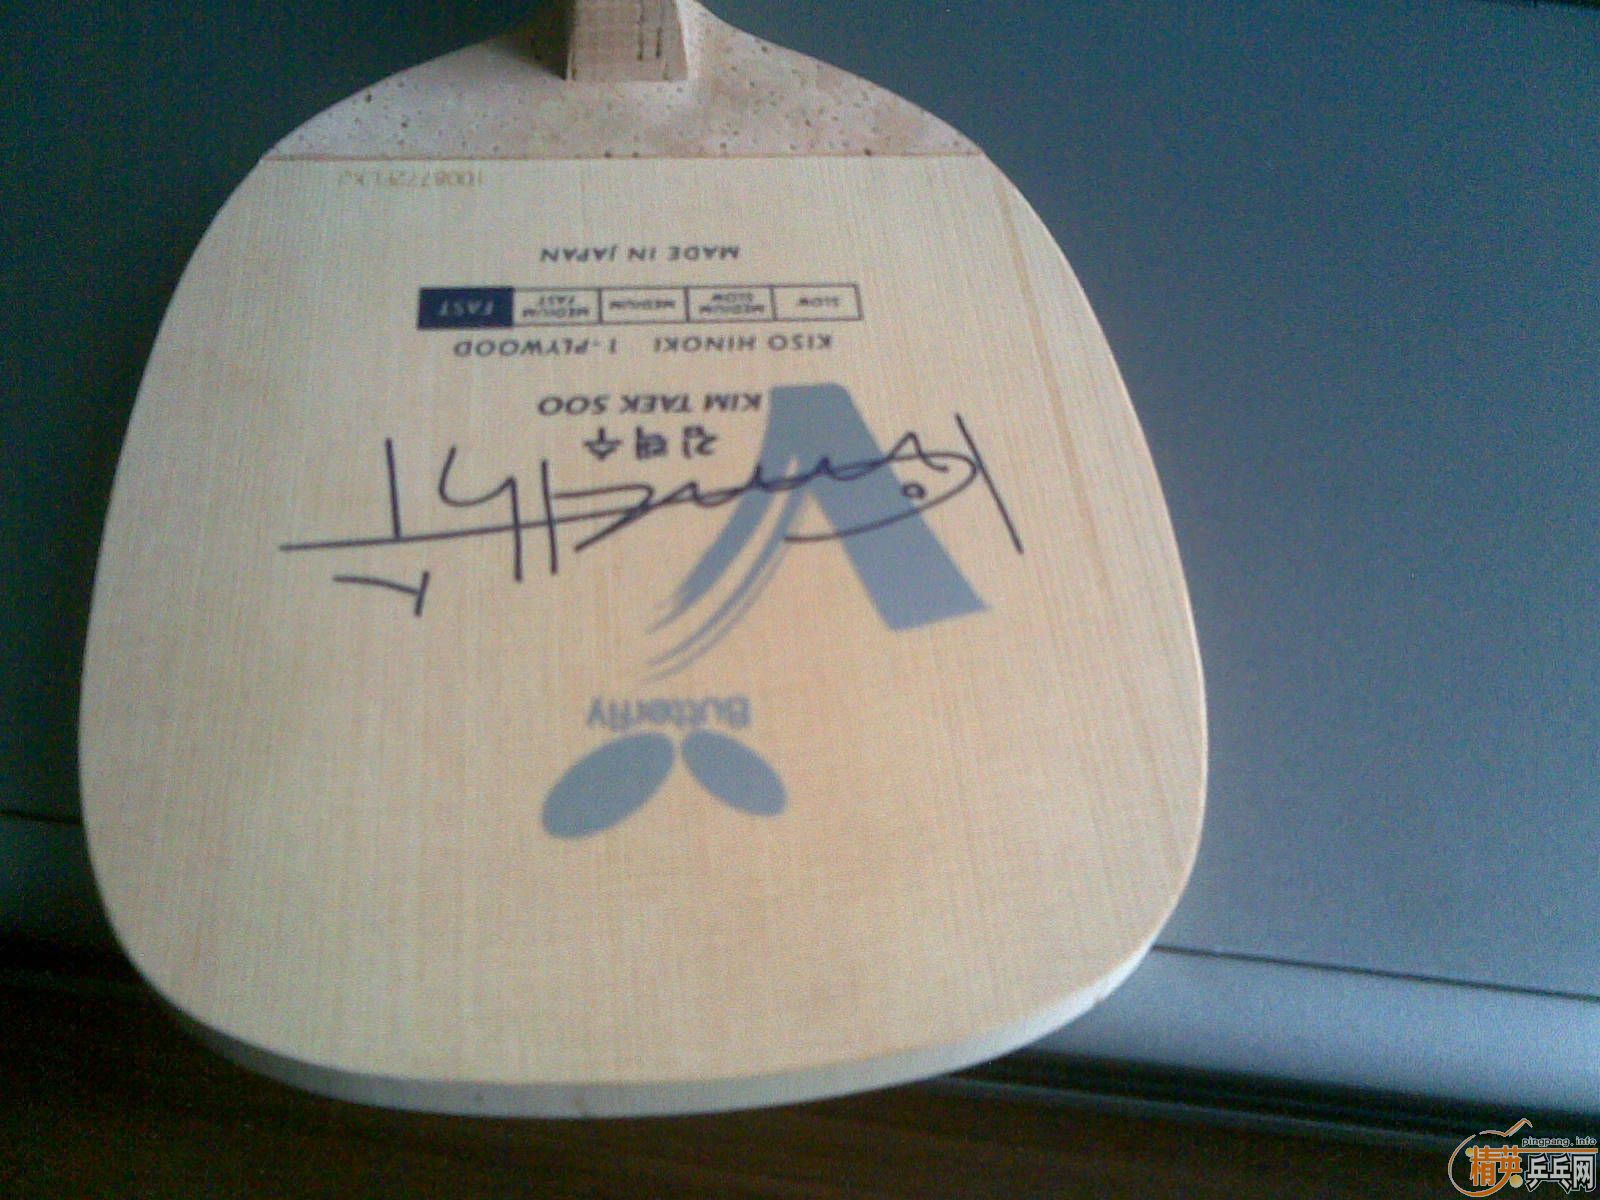 Butterfly
김택수
KIM TAEK SOO
KISO HINOKI 1-PLYWOOD
SLOW MEDIUM SLOW MEDIUM MEDIUM FAST FAST
MADE IN JAPAN
pingpang.info
精英乒乓网